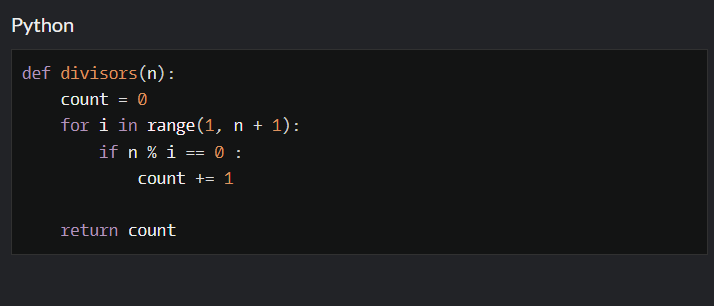 Python
def divisors(n):
    count = 0
    for i in range(1, n + 1):
        if n % i == 0 :
            count += 1
    return count